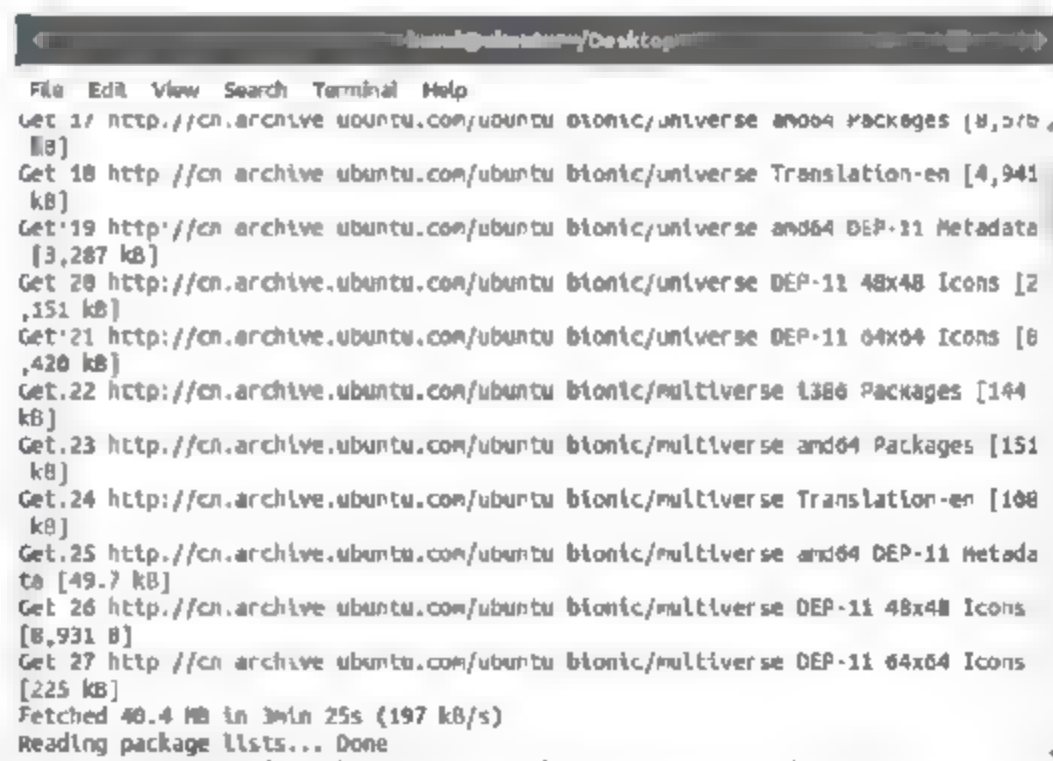 /Desktop
File Edit View Search Terminal Help
Get 17 http://cn.archive ubuntu.com/ubuntu bionic/universe amd64 Packages [8,570
kB]
Get 18 http //cn archive ubuntu.com/ubuntu bionic/universe Translation-en [4,941
kB]
Get:19 http://cn archive ubuntu.com/ubuntu bionic/universe amd64 DEP-11 Metadata
[3,287 kB]
Get 20 http://cn.archive.ubuntu.com/ubuntu bionic/universe DEP-11 48x48 Icons [2
,151 kB]
Get:21 http://cn.archive.ubuntu.com/ubuntu bionic/universe DEP-11 64x64 Icons [8
,420 kB]
Get:22 http://cn.archive.ubuntu.com/ubuntu bionic/multiverse i386 Packages [144
kB]
Get:23 http://cn.archive.ubuntu.com/ubuntu bionic/multiverse amd64 Packages [151
kB]
Get:24 http://cn.archive.ubuntu.com/ubuntu bionic/multiverse Translation-en [108
kB]
Get:25 http://cn.archive.ubuntu.com/ubuntu bionic/multiverse amd64 DEP-11 Metada
ta [49.7 kB]
Get 26 http://cn.archive ubuntu.com/ubuntu bionic/multiverse DEP-11 48x48 Icons
[8,931 B]
Get 27 http //cn archive ubuntu.com/ubuntu bionic/multiverse DEP-11 64x64 Icons
[225 kB]
Fetched 40.4 MB in 3min 25s (197 kB/s)
Reading package lists... Done